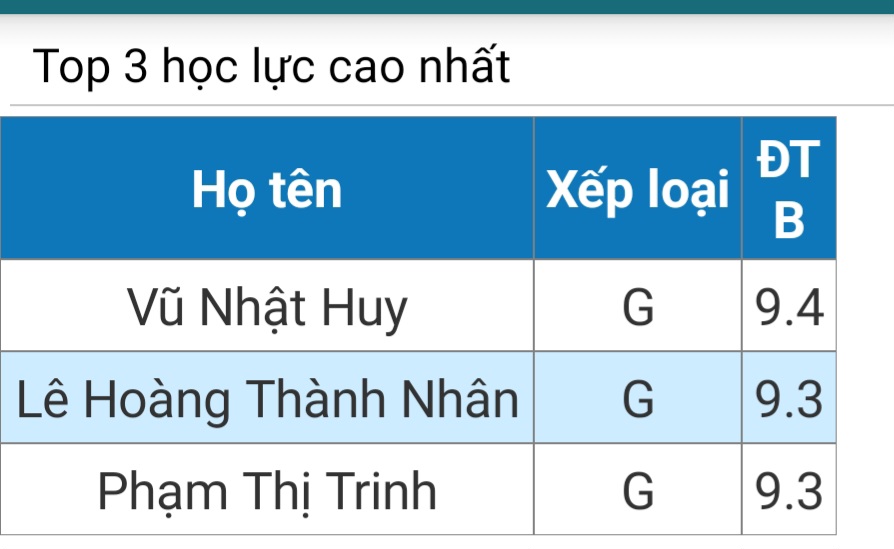 Top 3 học lực cao nhất
Họ tên Xếp loại ĐT
B
Vũ Nhật Huy G 9.4
Lê Hoàng Thành Nhân G 9.3
Phạm Thị Trinh G 9.3